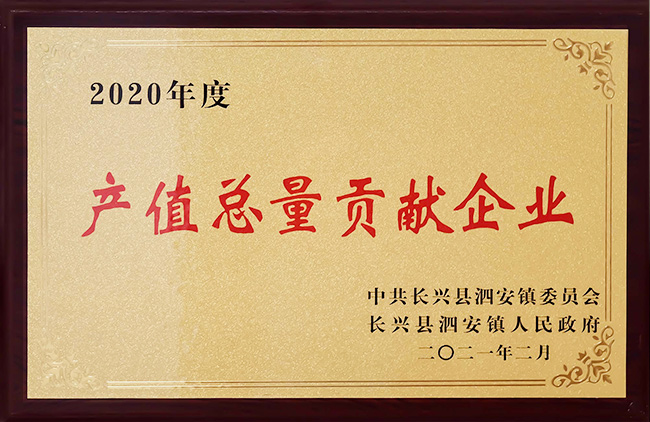 2020年度
产值总量贡献企业
中共长兴县泗安镇委员会
长兴县泗安镇人民政府
二〇二一年二月